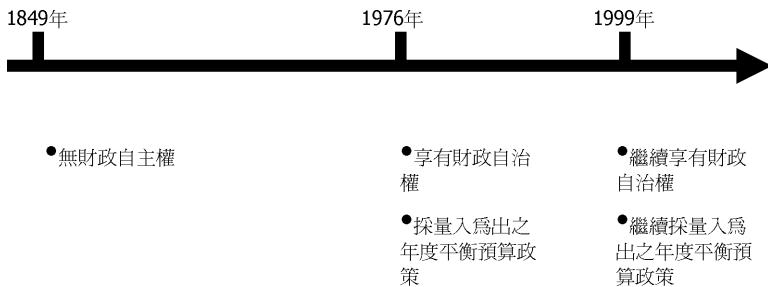 1849年
1976年
1999年
•無財政自主權
•享有財政自治
權
•採量入爲出之
年度平衡預算政
策
•繼續享有財政
自治權
•繼續採量入爲
出之年度平衡預
算政策